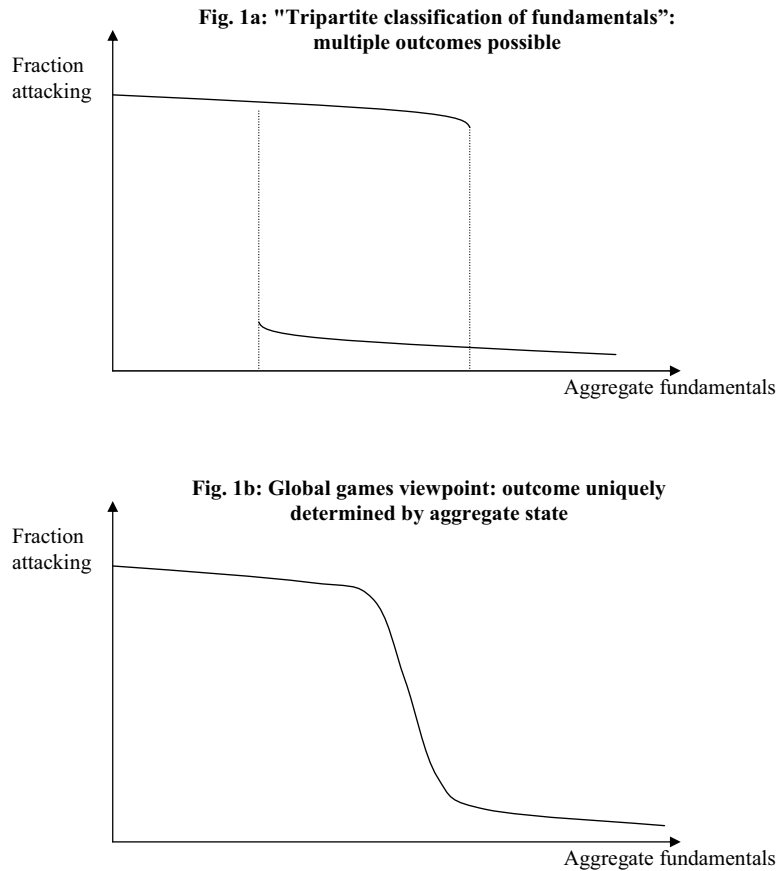 Fig. 1a: "Tripartite classification of fundamentals”:
multiple outcomes possible
Fraction
attacking
Aggregate fundamentals
Fig. 1b: Global games viewpoint: outcome uniquely
determined by aggregate state
Fraction
attacking
Aggregate fundamentals